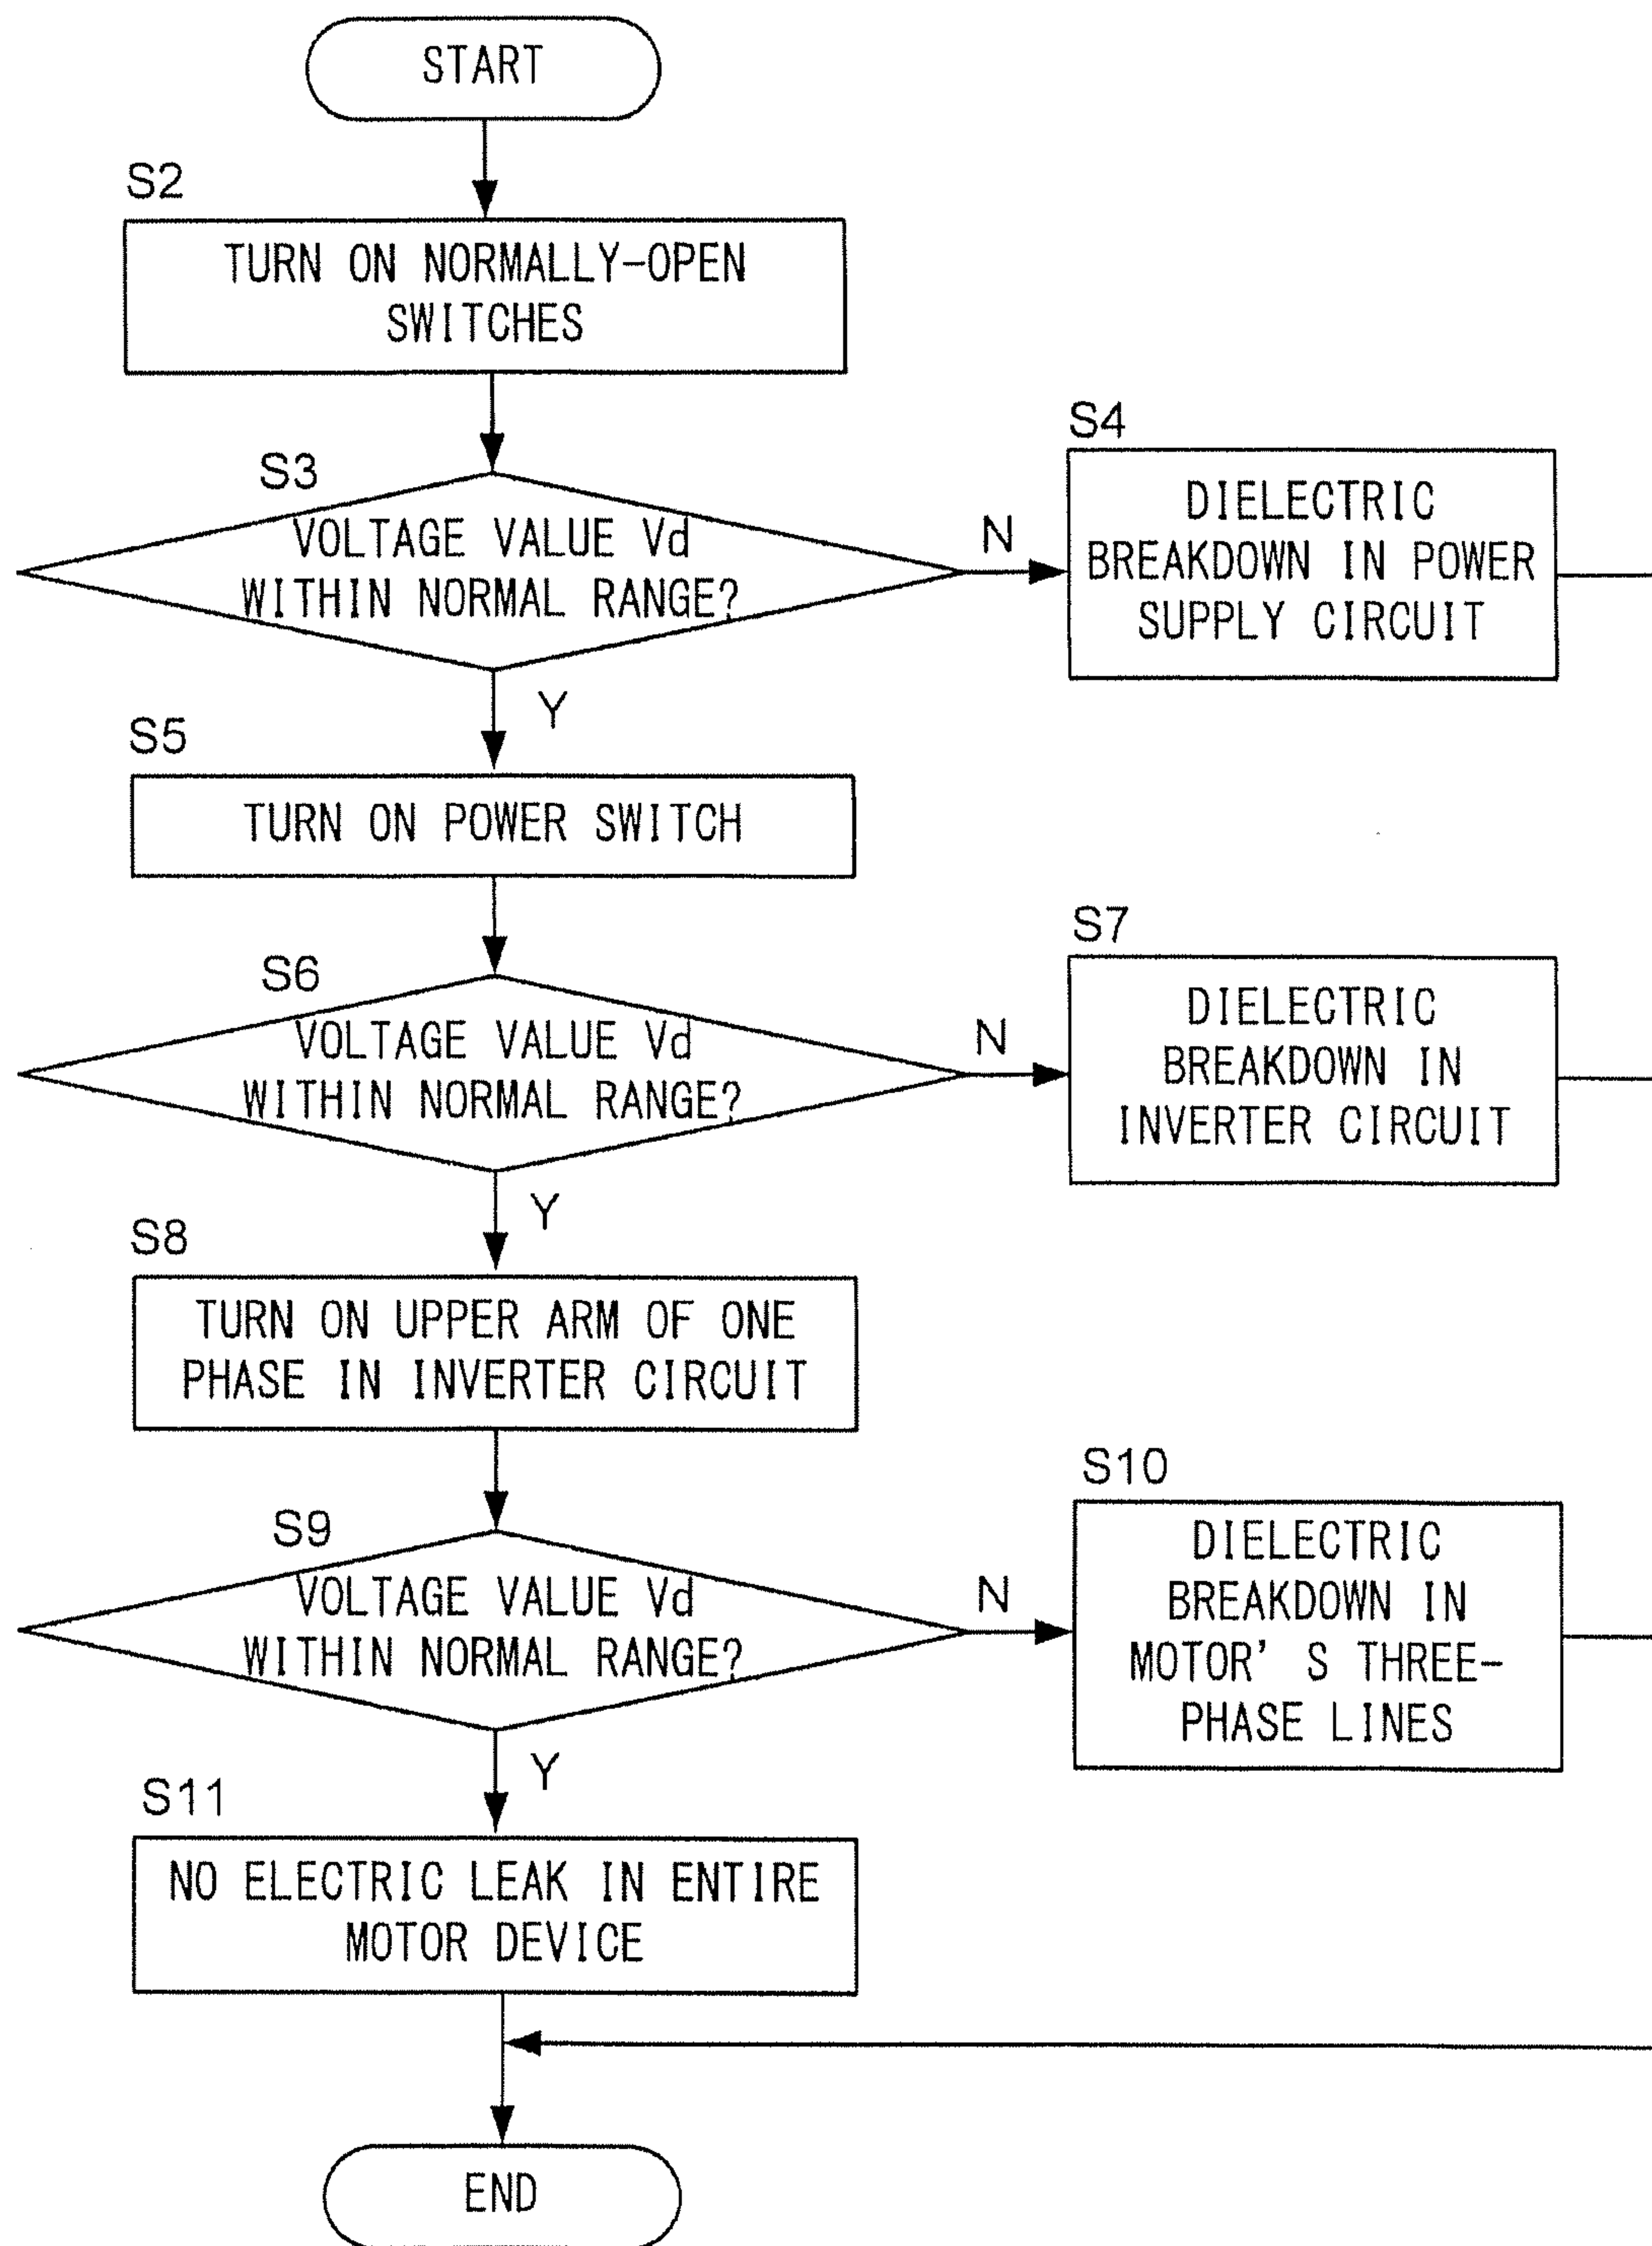 START
S2
TURN ON NORMALLY-OPEN
SWITCHES
S3
VOLTAGE VALUE Vd
WITHIN NORMAL RANGE?
N
S4
DIELECTRIC
BREAKDOWN IN POWER
SUPPLY CIRCUIT
Y
S5
TURN ON POWER SWITCH
S6
VOLTAGE VALUE Vd
WITHIN NORMAL RANGE?
N
S7
DIELECTRIC
BREAKDOWN IN
INVERTER CIRCUIT
Y
S8
TURN ON UPPER ARM OF ONE
PHASE IN INVERTER CIRCUIT
S9
VOLTAGE VALUE Vd
WITHIN NORMAL RANGE?
N
S10
DIELECTRIC
BREAKDOWN IN
MOTOR' S THREE-
PHASE LINES
Y
S11
NO ELECTRIC LEAK IN ENTIRE
MOTOR DEVICE
END